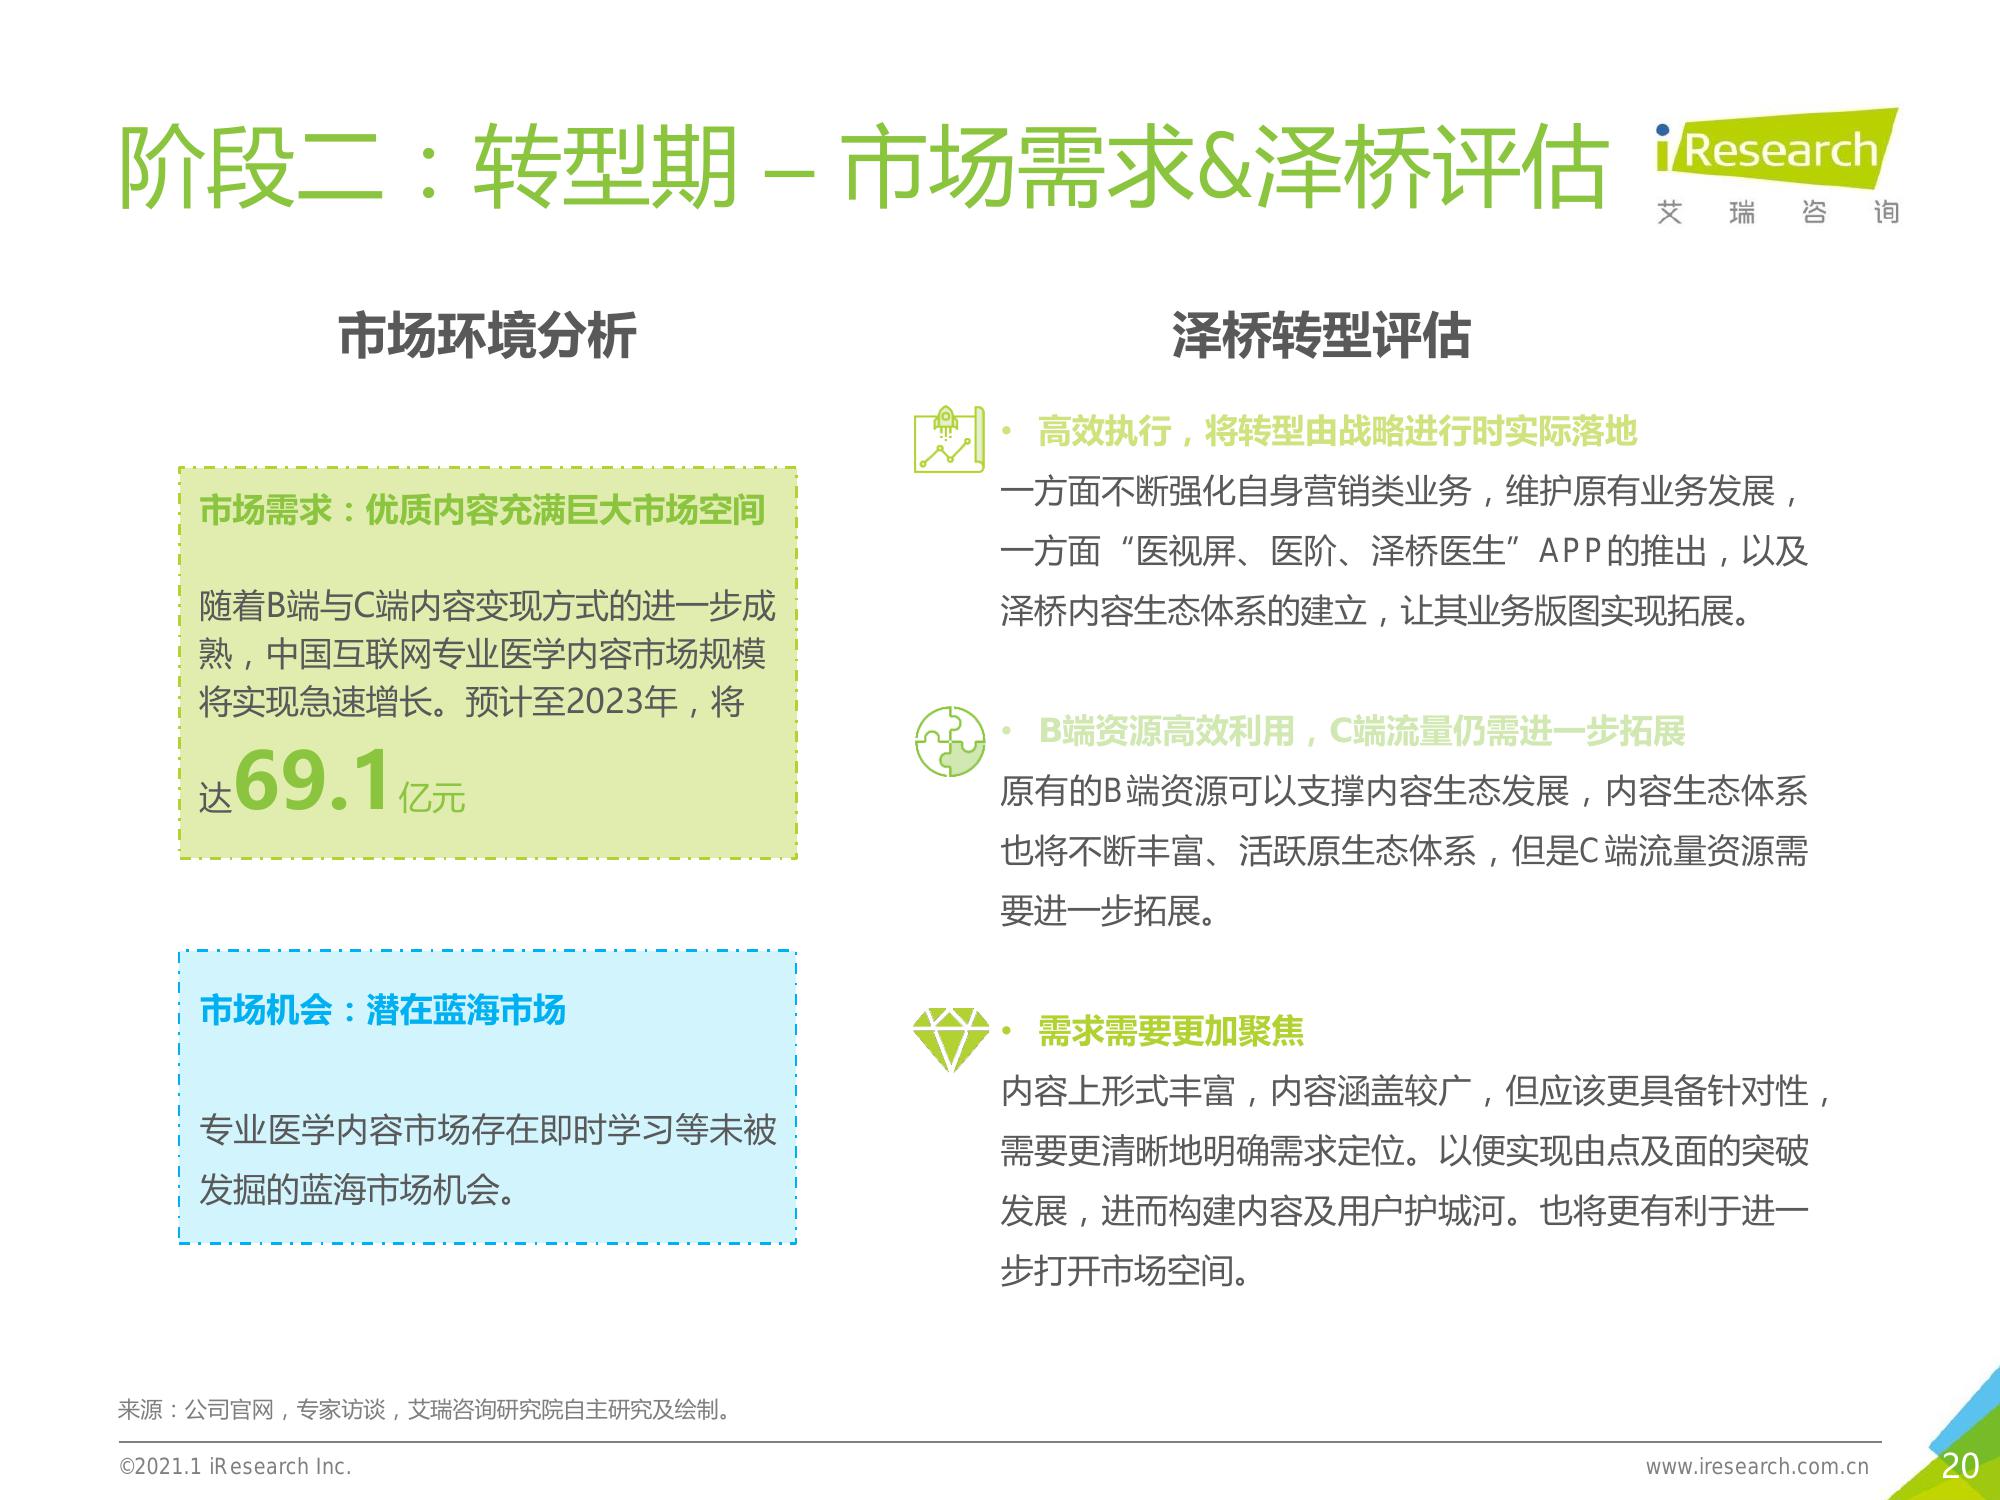 阶段二：转型期 – 市场需求&泽桥评估
iResearch
艾 瑞 咨 询
市场环境分析
市场需求：优质内容充满巨大市场空间
随着B端与C端内容变现方式的进一步成
熟，中国互联网专业医学内容市场规模
将实现急速增长。预计至2023年，将
达69.1亿元
市场机会：潜在蓝海市场
专业医学内容市场存在即时学习等未被
发掘的蓝海市场机会。
泽桥转型评估
• 高效执行，将转型由战略进行时实际落地
一方面不断强化自身营销类业务，维护原有业务发展，
一方面“医视屏、医阶、泽桥医生”APP的推出，以及
泽桥内容生态体系的建立，让其业务版图实现拓展。
• B端资源高效利用，C端流量仍需进一步拓展
原有的B端资源可以支撑内容生态发展，内容生态体系
也将不断丰富、活跃原生态体系，但是C端流量资源需
要进一步拓展。
• 需求需要更加聚焦
内容上形式丰富，内容涵盖较广，但应该更具备针对性，
需要更清晰地明确需求定位。以便实现由点及面的突破
发展，进而构建内容及用户护城河。也将更有利于进一
步打开市场空间。
来源：公司官网，专家访谈，艾瑞咨询研究院自主研究及绘制。
©2021.1 iResearch Inc.
www.iresearch.com.cn
20